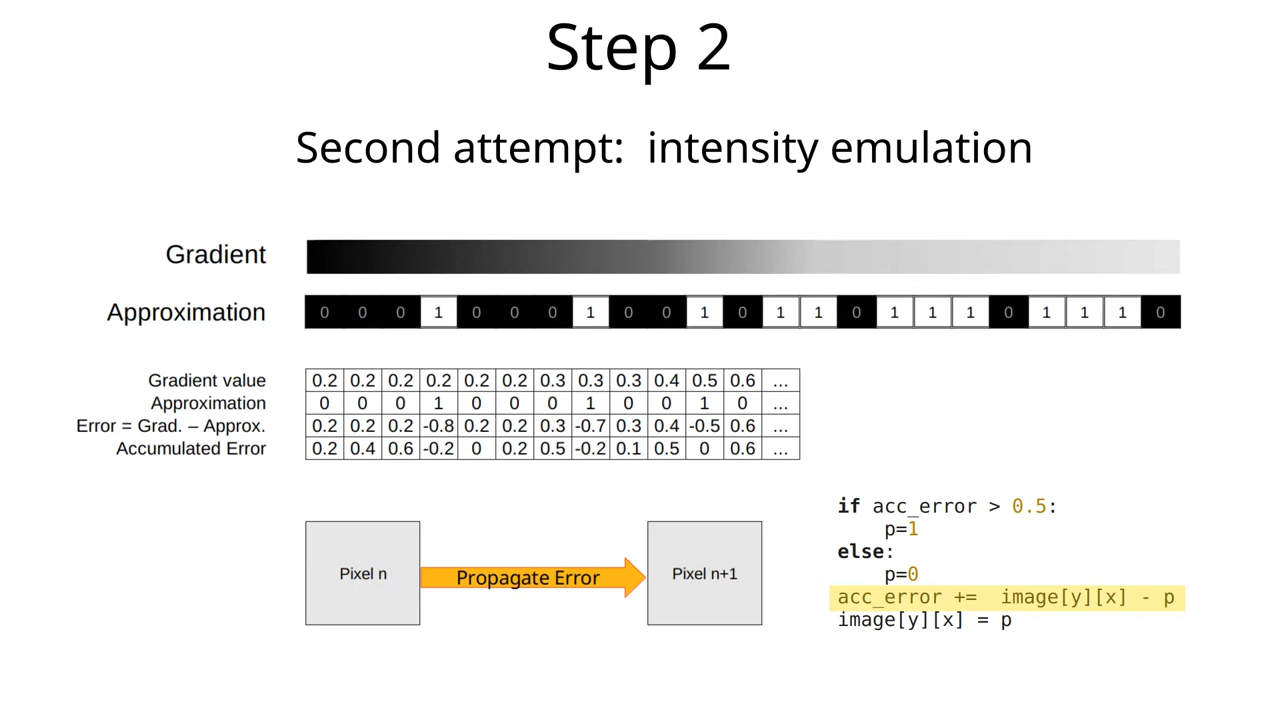 Step 2
Second attempt:  intensity emulation
Gradient
Approximation 0 0 0 1 0 0 0 1 0 0 1 0 1 1 0 1 1 1 0 1 1 1 0
Gradient value 0.2 0.2 0.2 0.2 0.2 0.2 0.3 0.3 0.3 0.4 0.5 0.6 ...
Approximation 0 0 0 1 0 0 0 1 0 0 1 0 ...
Error = Grad. – Approx. 0.2 0.2 0.2 -0.8 0.2 0.2 0.3 -0.7 0.3 0.4 -0.5 0.6 ...
Accumulated Error 0.2 0.4 0.6 -0.2 0 0.2 0.5 -0.2 0.1 0.5 0 0.6 ...
Pixel n
Propagate Error
Pixel n+1
if acc_error > 0.5:
    p=1
else:
    p=0
acc_error +=  image[y][x] - p
image[y][x] = p